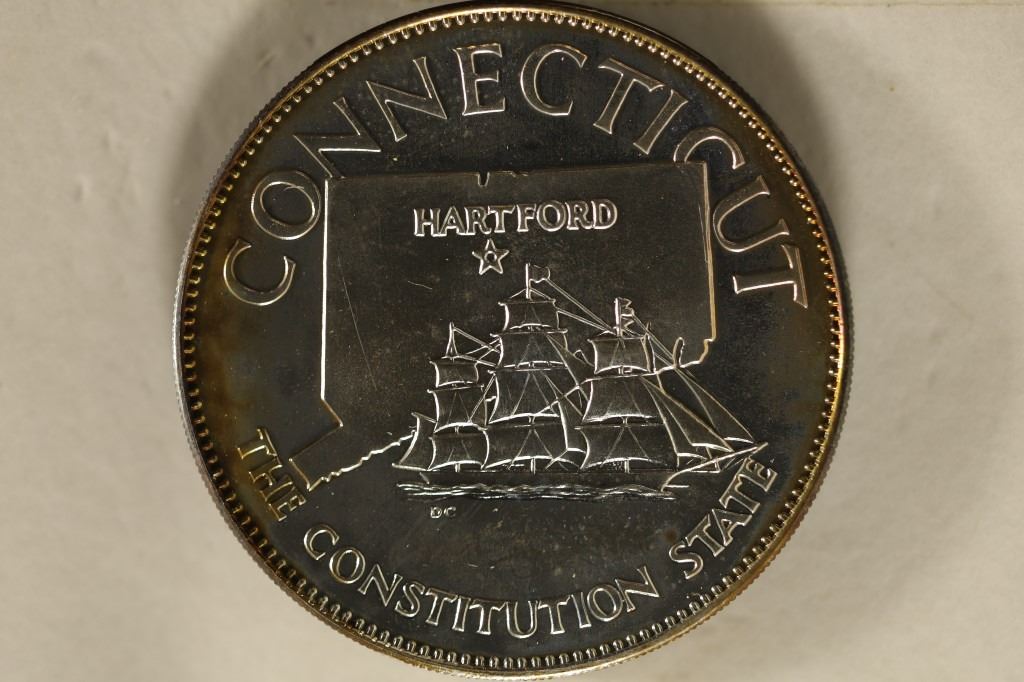 CONNECTICUT
HARTFORD
DC
THE CONSTITUTION STATE